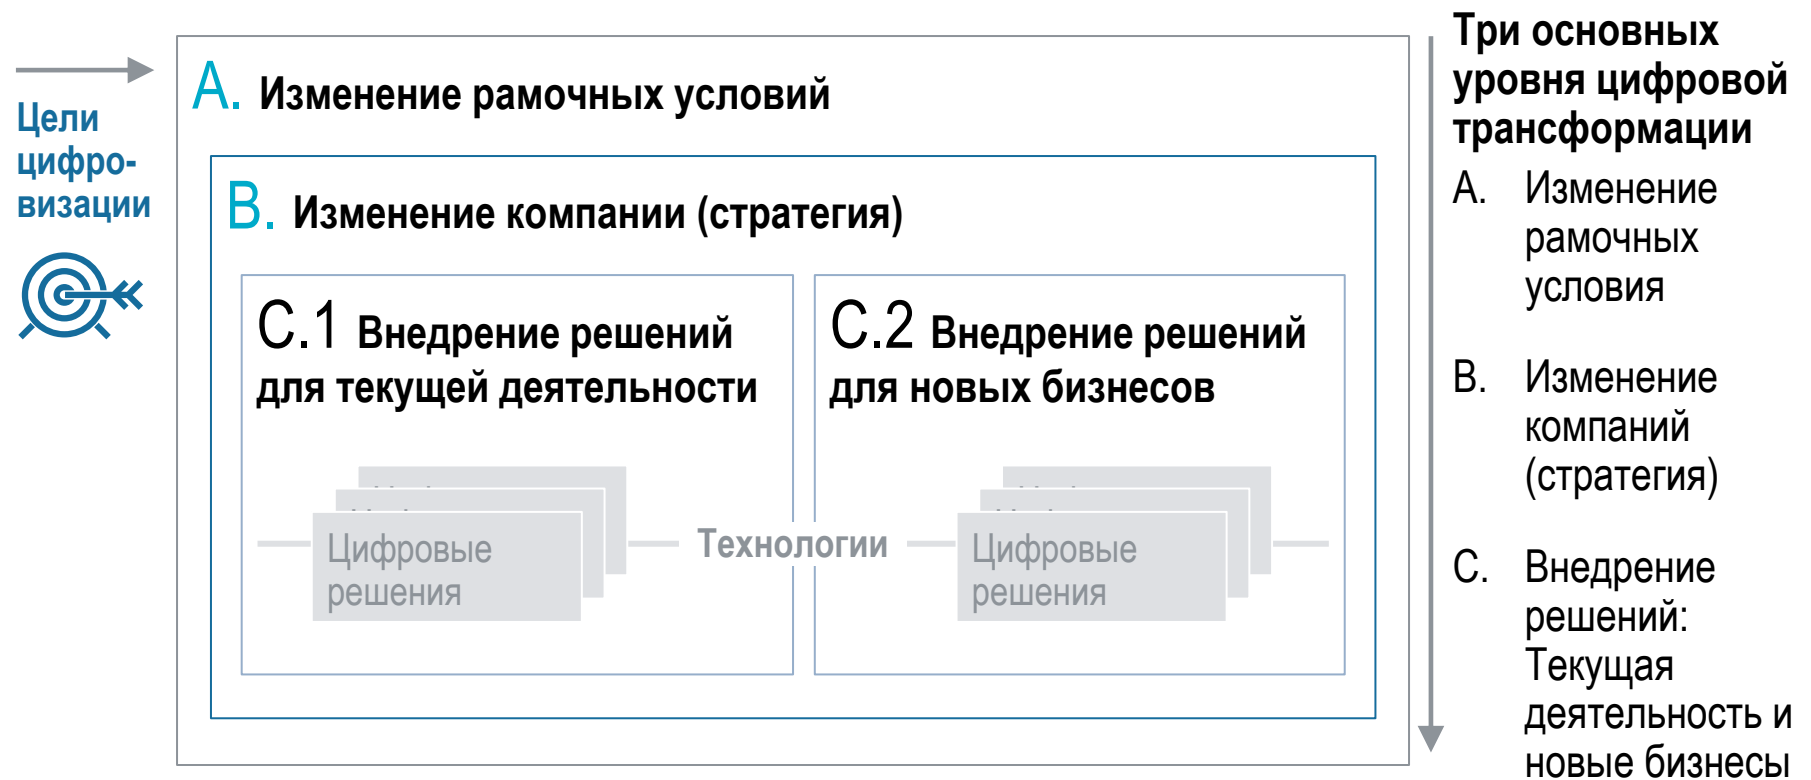 Цели
цифро-
визации
А. Изменение рамочных условий
В. Изменение компании (стратегия)
С.1 Внедрение решений
для текущей деятельности
Цифровые
решения
Технологии
С.2 Внедрение решений
для новых бизнесов
Цифровые
решения
Три основных
уровня цифровой
трансформации
А. Изменение
рамочных
условия
В. Изменение
компаний
(стратегия)
С. Внедрение
решений:
Текущая
деятельность и
новые бизнесы